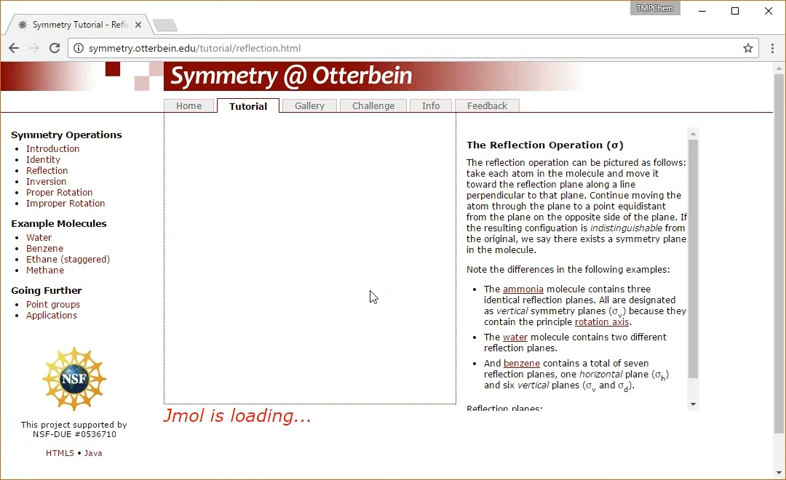 TMPChem
Symmetry Tutorial - Refle
symmetry.otterbein.edu/tutorial/reflection.html
Symmetry @ Otterbein
Home Tutorial Gallery Challenge Info Feedback
Symmetry Operations
• Introduction
• Identity
• Reflection
• Inversion
• Proper Rotation
• Improper Rotation
Example Molecules
• Water
• Benzene
• Ethane (staggered)
• Methane
Going Further
• Point groups
• Applications
NSF
This project supported by
NSF-DUE #0536710
HTML5 • Java
Jmol is loading...
The Reflection Operation (σ)
The reflection operation can be pictured as follows:
take each atom in the molecule and move it
toward the reflection plane along a line
perpendicular to that plane. Continue moving the
atom through the plane to a point equidistant
from the plane on the opposite side of the plane. If
the resulting configuation is indistinguishable from
the original, we say there exists a symmetry plane
in the molecule.
Note the differences in the following examples:
• The ammonia molecule contains three
identical reflection planes. All are designated
as vertical symmetry planes (σv) because they
contain the principle rotation axis.
• The water molecule contains two different
reflection planes.
• And benzene contains a total of seven
reflection planes, one horizontal plane (σh)
and six vertical planes (σv and σd).
Reflection planes: